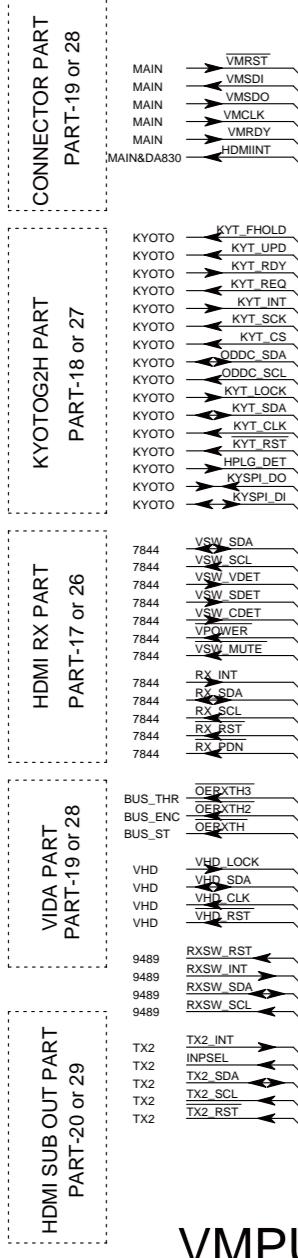 CONNECTOR PART
PART-19 or 28
MAIN VMRST
MAIN VMSDI
MAIN VMSDO
MAIN VMCLK
MAIN VMRDY
MAIN&DA830 HDMIINT
KYOTOG2H PART
PART-18 or 27
KYOTO KYT_FHOLD
KYOTO KYT_UPD
KYOTO KYT_RDY
KYOTO KYT_REQ
KYOTO KYT_INT
KYOTO KYT_SCK
KYOTO KYT_CS
KYOTO ODDC_SDA
KYOTO ODDC_SCL
KYOTO KYT_LOCK
KYOTO KYT_SDA
KYOTO KYT_CLK
KYOTO KYT_RST
KYOTO HPLG_DET
KYOTO KYSPI_DO
KYOTO KYSPI_DI
HDMI RX PART
PART-17 or 26
7844 VSW_SDA
7844 VSW_SCL
7844 VSW_VDET
7844 VSW_SDET
7844 VSW_CDET
7844 VPOWER
7844 VSW_MUTE
7844 RX_INT
7844 RX_SDA
7844 RX_SCL
7844 RX_RST
7844 RX_PDN
VIDA PART
PART-19 or 28
BUS_THR OERXTH3
BUS_ENC OERXTH2
BUS_ST OERXTH
VHD VHD_LOCK
VHD VHD_SDA
VHD VHD_CLK
VHD VHD_RST
9489 RXSW_RST
9489 RXSW_INT
9489 RXSW_SDA
9489 RXSW_SCL
HDMI SUB OUT PART
PART-20 or 29
TX2 TX2_INT
TX2 INPSEL
TX2 TX2_SDA
TX2 TX2_SCL
TX2 TX2_RST
VMPU